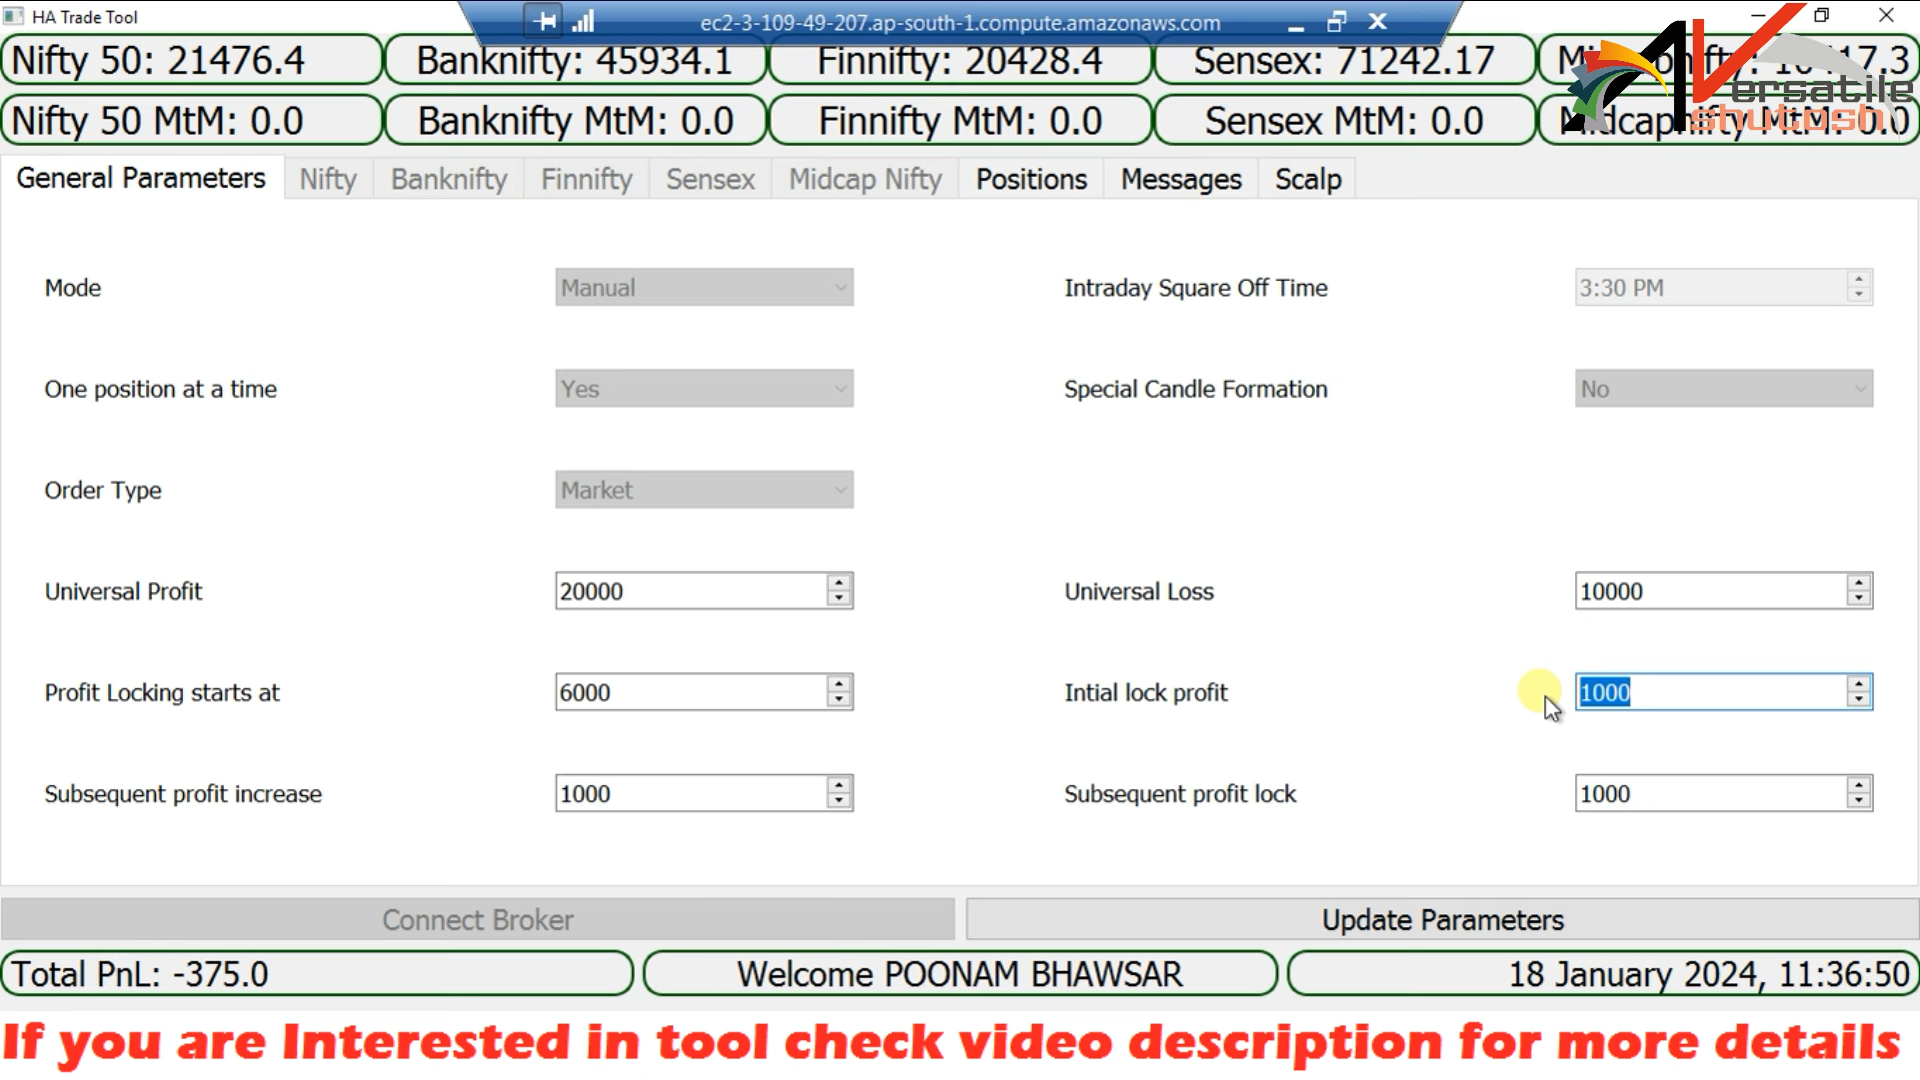 HA Trade Tool
ec2-3-109-49-207.ap-south-1.compute.amazonaws.com
Nifty 50: 21476.4
Banknifty: 45934.1
Finnifty: 20428.4
Sensex: 71242.17
Nifty 50 MtM: 0.0
Banknifty MtM: 0.0
Finnifty MtM: 0.0
Sensex MtM: 0.0
Midcapnifty MtM: 0.0
Versatile
Ashutosh
General Parameters
Nifty
Banknifty
Finnifty
Sensex
Midcap Nifty
Positions
Messages
Scalp
Mode
Manual
Intraday Square Off Time
3:30 PM
One position at a time
Yes
Special Candle Formation
No
Order Type
Market
Universal Profit
20000
Universal Loss
10000
Profit Locking starts at
6000
Intial lock profit
1000
Subsequent profit increase
1000
Subsequent profit lock
1000
Connect Broker
Update Parameters
Total PnL: -375.0
Welcome POONAM BHAWSAR
18 January 2024, 11:36:50
If you are Interested in tool check video description for more details